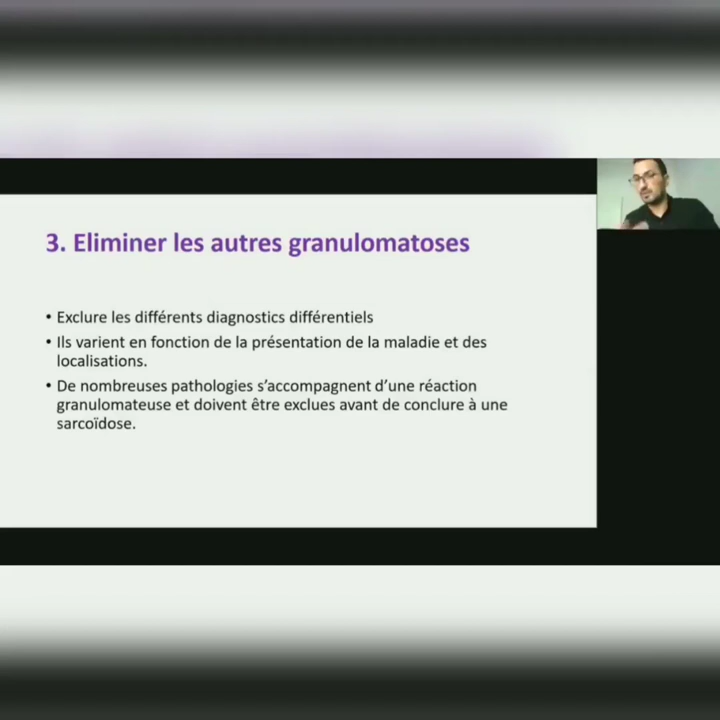 3. Eliminer les autres granulomatoses
• Exclure les différents diagnostics différentiels
• Ils varient en fonction de la présentation de la maladie et des
localisations.
• De nombreuses pathologies s’accompagnent d’une réaction
granulomateuse et doivent être exclues avant de conclure à une
sarcoïdose.